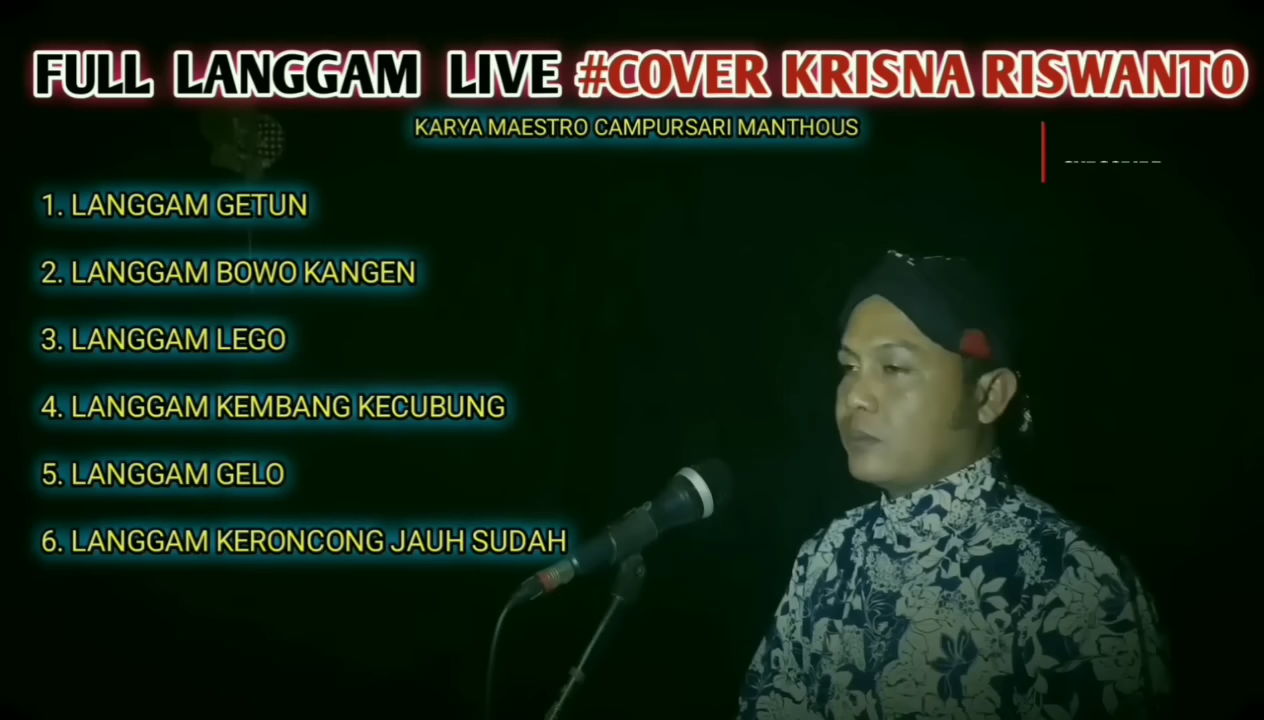 FULL LANGGAM LIVE #COVER KRISNA RISWANTO
KARYA MAESTRO CAMPURSARI MANTHOUS
1. LANGGAM GETUN
2. LANGGAM BOWO KANGEN
3. LANGGAM LEGO
4. LANGGAM KEMBANG KECUBUNG
5. LANGGAM GELO
6. LANGGAM KERONCONG JAUH SUDAH